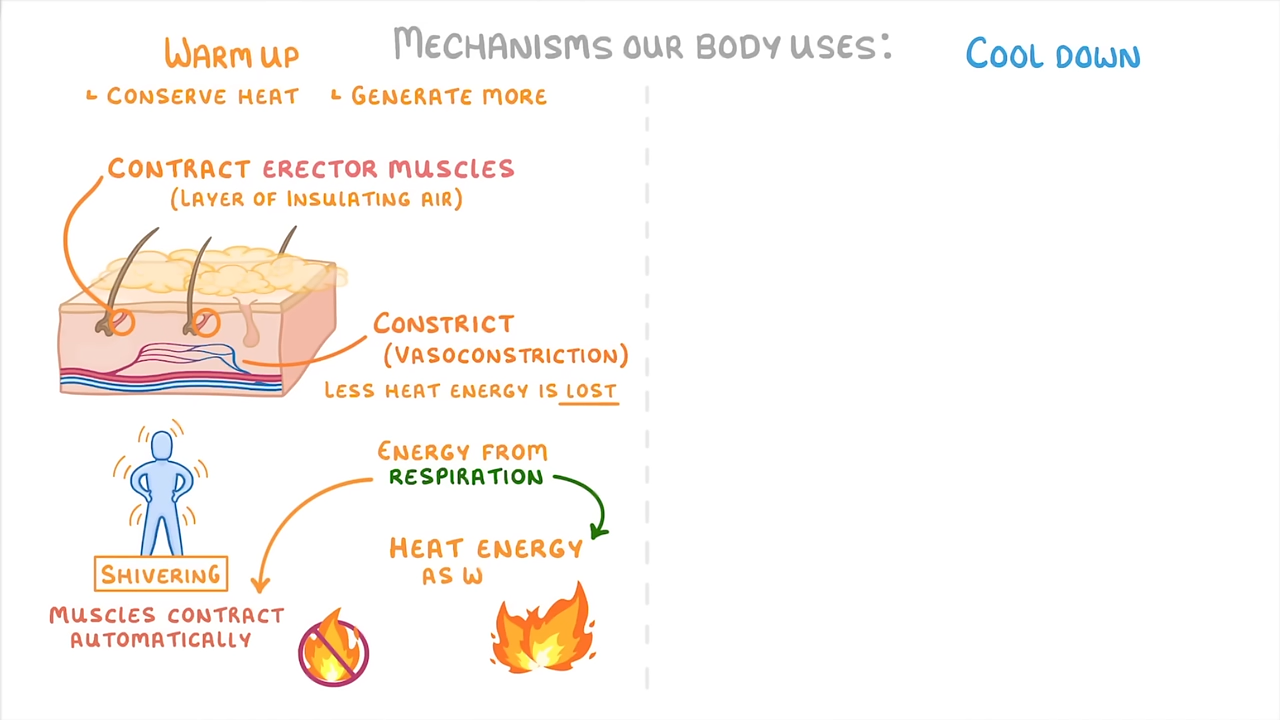 MECHANISMS OUR BODY USES:
WARM UP
CONSERVE HEAT
GENERATE MORE
CONTRACT ERECTOR MUSCLES
(LAYER OF INSULATING AIR)
CONSTRICT
(VASOCONSTRICTION)
LESS HEAT ENERGY IS LOST
ENERGY FROM
RESPIRATION
HEAT ENERGY
AS W
SHIVERING
MUSCLES CONTRACT
AUTOMATICALLY
COOL DOWN